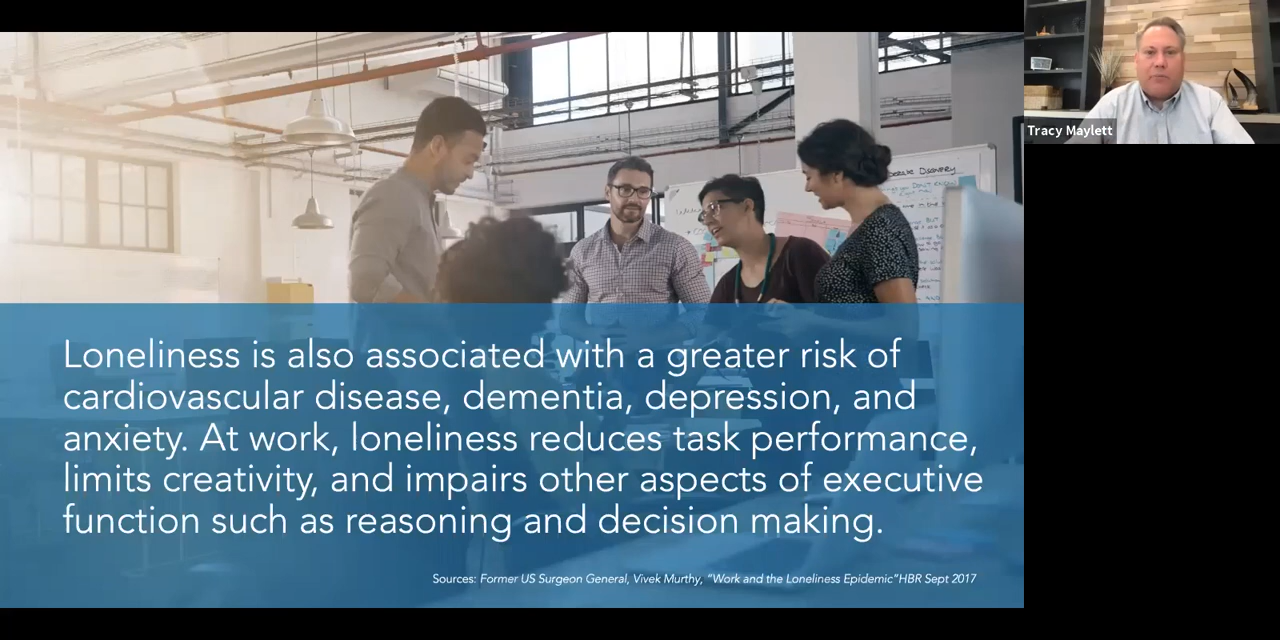 Tracy Maylett
Loneliness is also associated with a greater risk of
cardiovascular disease, dementia, depression, and
anxiety. At work, loneliness reduces task performance,
limits creativity, and impairs other aspects of executive
function such as reasoning and decision making.
Sources: Former US Surgeon General, Vivek Murthy, “Work and the Loneliness Epidemic”HBR Sept 2017